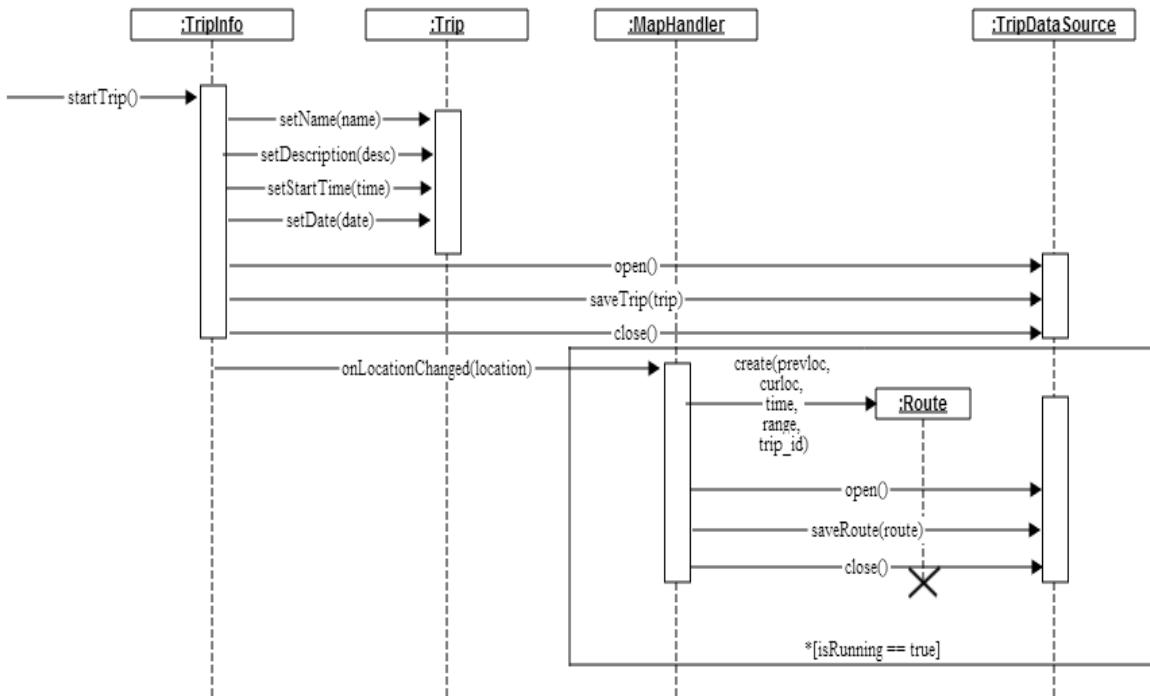 :TripInfo
:Trip
:MapHandler
:TripDataSource
startTrip()
setName(name)
setDescription(desc)
setStartTime(time)
setDate(date)
open()
saveTrip(trip)
close()
onLocationChanged(location)
create(prevloc,
curloc,
time,
range,
trip_id)
:Route
open()
saveRoute(route)
close()
*[isRunning == true]